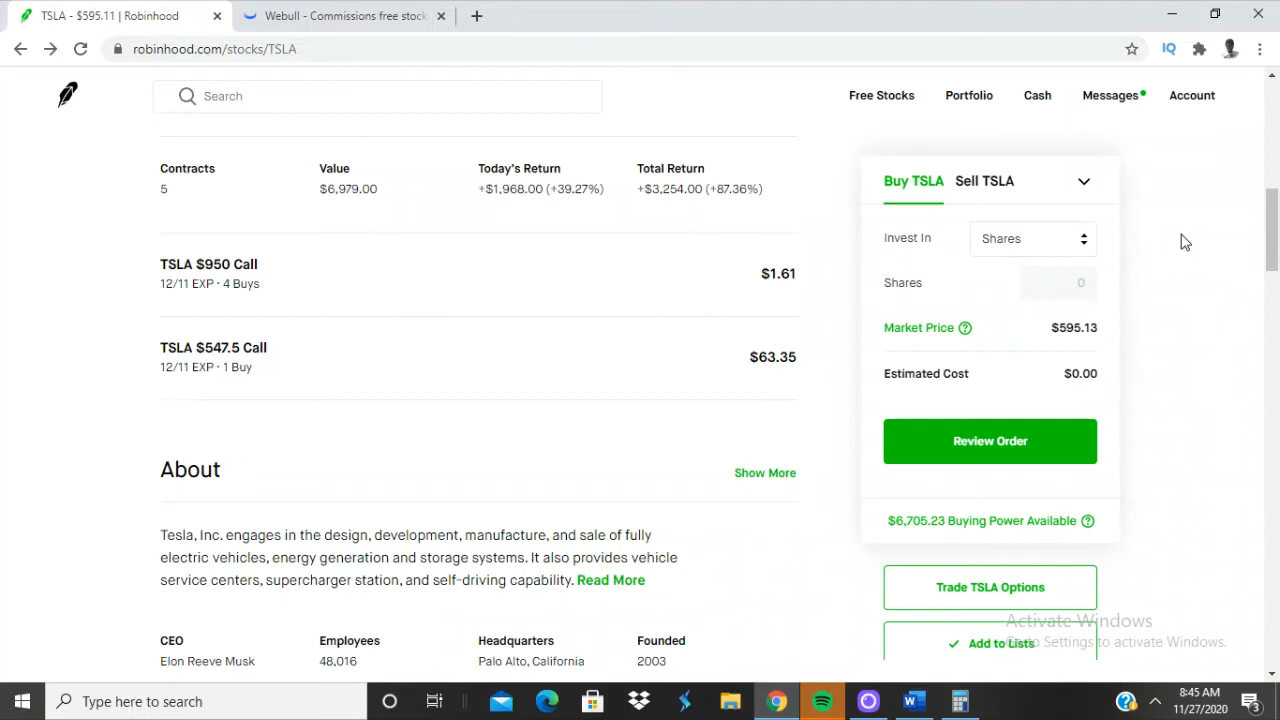 TSLA - $595.11 | Robinhood
Webull - Commissions free stock
robinhood.com/stocks/TSLA
IQ
Search
Free Stocks
Portfolio
Cash
Messages
Account
Contracts
Value
Today's Return
Total Return
5
$6,979.00
+$1,968.00 (+39.27%)
+$3,254.00 (+87.36%)
TSLA $950 Call
12/11 EXP · 4 Buys
$1.61
TSLA $547.5 Call
12/11 EXP · 1 Buy
$63.35
About
Show More
Tesla, Inc. engages in the design, development, manufacture, and sale of fully
electric vehicles, energy generation and storage systems. It also provides vehicle
service centers, supercharger station, and self-driving capability. Read More
CEO
Employees
Headquarters
Founded
Elon Reeve Musk
48,016
Palo Alto, California
2003
Buy TSLA
Sell TSLA
Invest In
Shares
Shares
0
Market Price
$595.13
Estimated Cost
$0.00
Review Order
$6,705.23 Buying Power Available
Trade TSLA Options
Add to Lists
Activate Windows
Go to Settings to activate Windows.
Type here to search
8:45 AM
11/27/2020
3